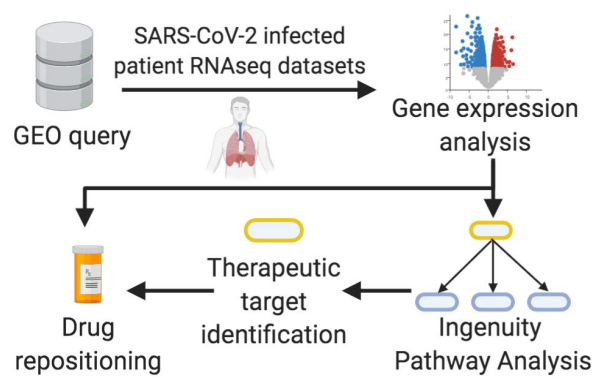 SARS-CoV-2 infected
patient RNAseq datasets
GEO query
Gene expression
analysis
Therapeutic
target
identification
Drug
repositioning
Ingenuity
Pathway Analysis